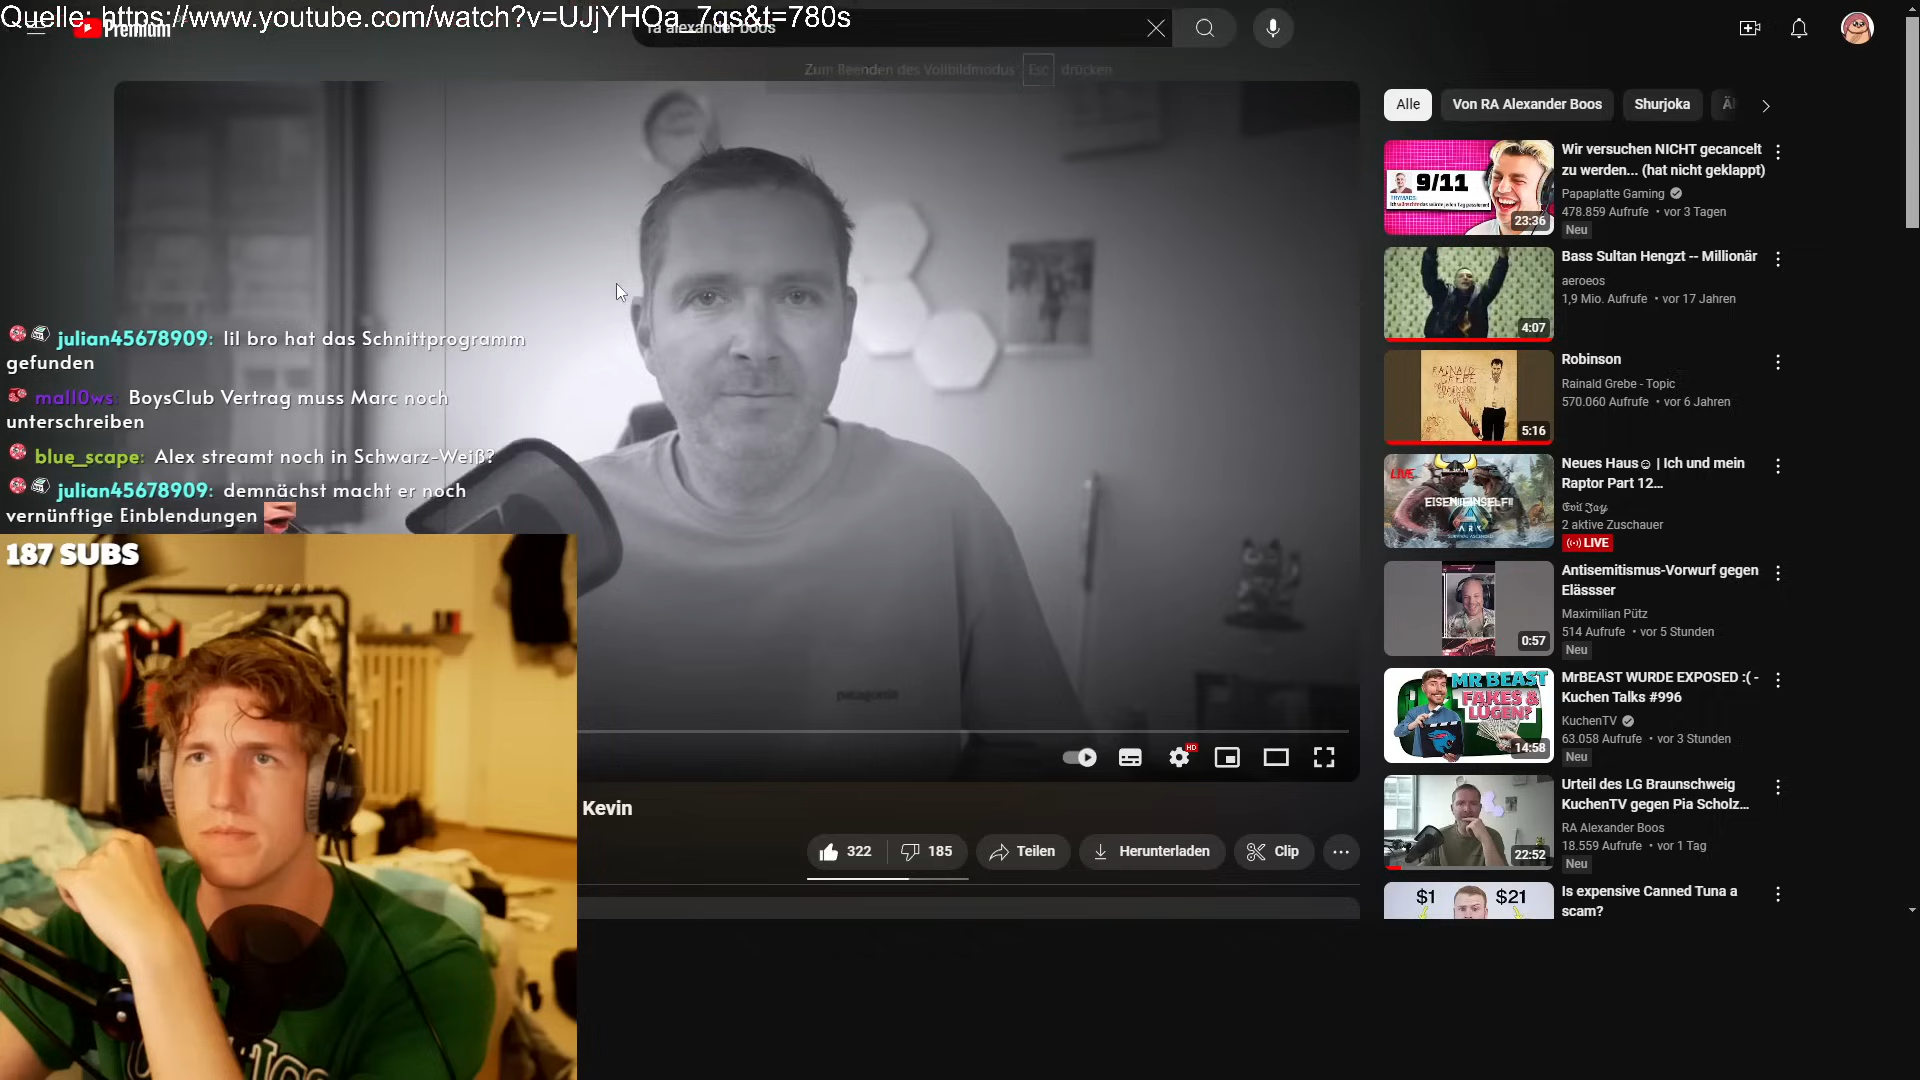 Quelle: https://www.youtube.com/watch?v=UJjYHOa_7qs&t=780s
Premium
ra alexander boos
Zum Beenden des Vollbildmodus Esc drücken
Alle
Von RA Alexander Boos
Shurjoka
9/11
23:36
Wir versuchen NICHT gecancelt
zu werden... (hat nicht geklappt)
Papaplatte Gaming
478.859 Aufrufe • vor 3 Tagen
Neu
4:07
Bass Sultan Hengzt -- Millionär
aeroeos
1,9 Mio. Aufrufe • vor 17 Jahren
5:16
Robinson
Rainald Grebe - Topic
570.060 Aufrufe • vor 6 Jahren
LIVE
Neues Haus☺ | Ich und mein
Raptor Part 12...
Evil Jay
2 aktive Zuschauer
LIVE
0:57
Antisemitismus-Vorwurf gegen
Elässser
Maximilian Pütz
514 Aufrufe • vor 5 Stunden
Neu
MR BEAST
FAKES &
LÜGEN?
14:58
MrBEAST WURDE EXPOSED :( -
Kuchen Talks #996
KuchenTV
63.058 Aufrufe • vor 3 Stunden
Neu
22:52
Urteil des LG Braunschweig
KuchenTV gegen Pia Scholz...
RA Alexander Boos
18.559 Aufrufe • vor 1 Tag
Neu
$1 $21
Is expensive Canned Tuna a
scam?
julian45678909: lil bro hat das Schnittprogramm
gefunden
mall0ws: BoysClub Vertrag muss Marc noch
unterschreiben
blue_scape: Alex streamt noch in Schwarz-Weiß?
julian45678909: demnächst macht er noch
vernünftige Einblendungen
187 SUBS
patagonia
HD
Kevin
322
185
Teilen
Herunterladen
Clip